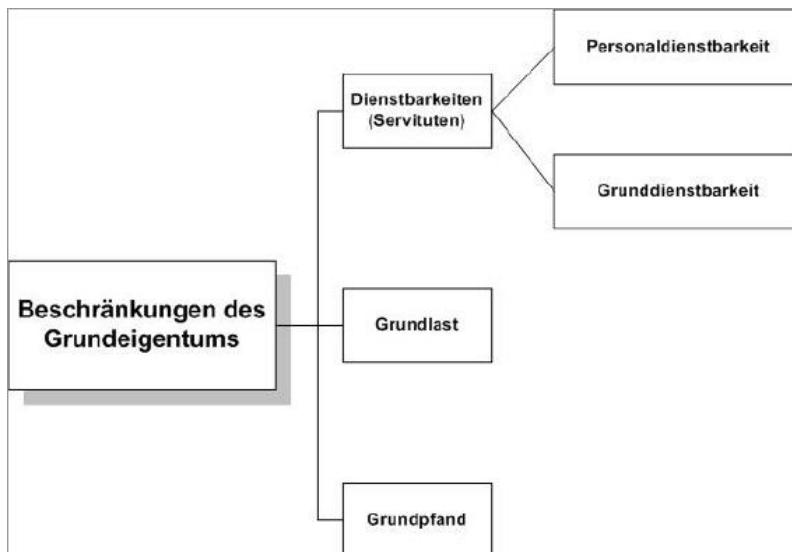 Personaldienstbarkeit
Dienstbarkeiten
(Servituten)
Grunddienstbarkeit
Beschränkungen des
Grundeigentums
Grundlast
Grundpfand